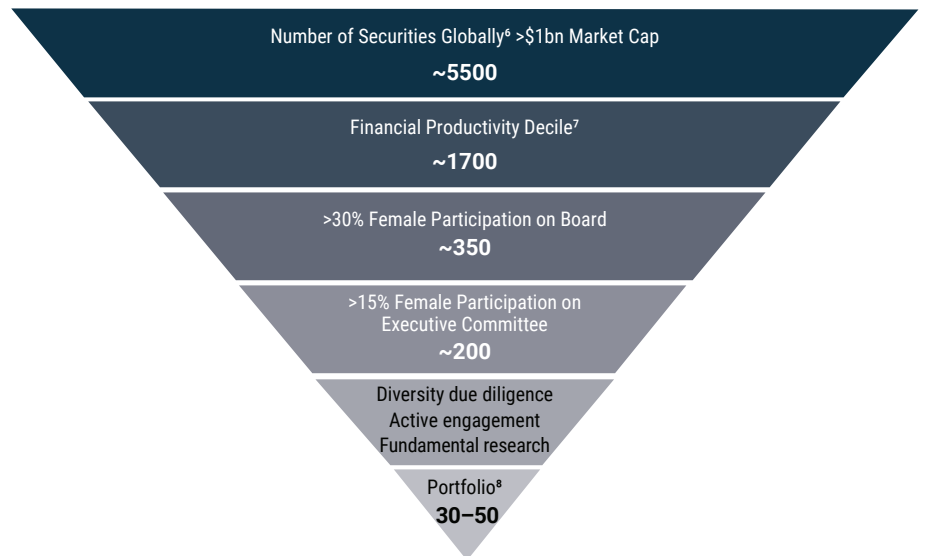 Number of Securities Globally⁶ >$1bn Market Cap
~5500
Financial Productivity Decile⁷
~1700
>30% Female Participation on Board
~350
>15% Female Participation on
Executive Committee
~200
Diversity due diligence
Active engagement
Fundamental research
Portfolio⁸
30–50